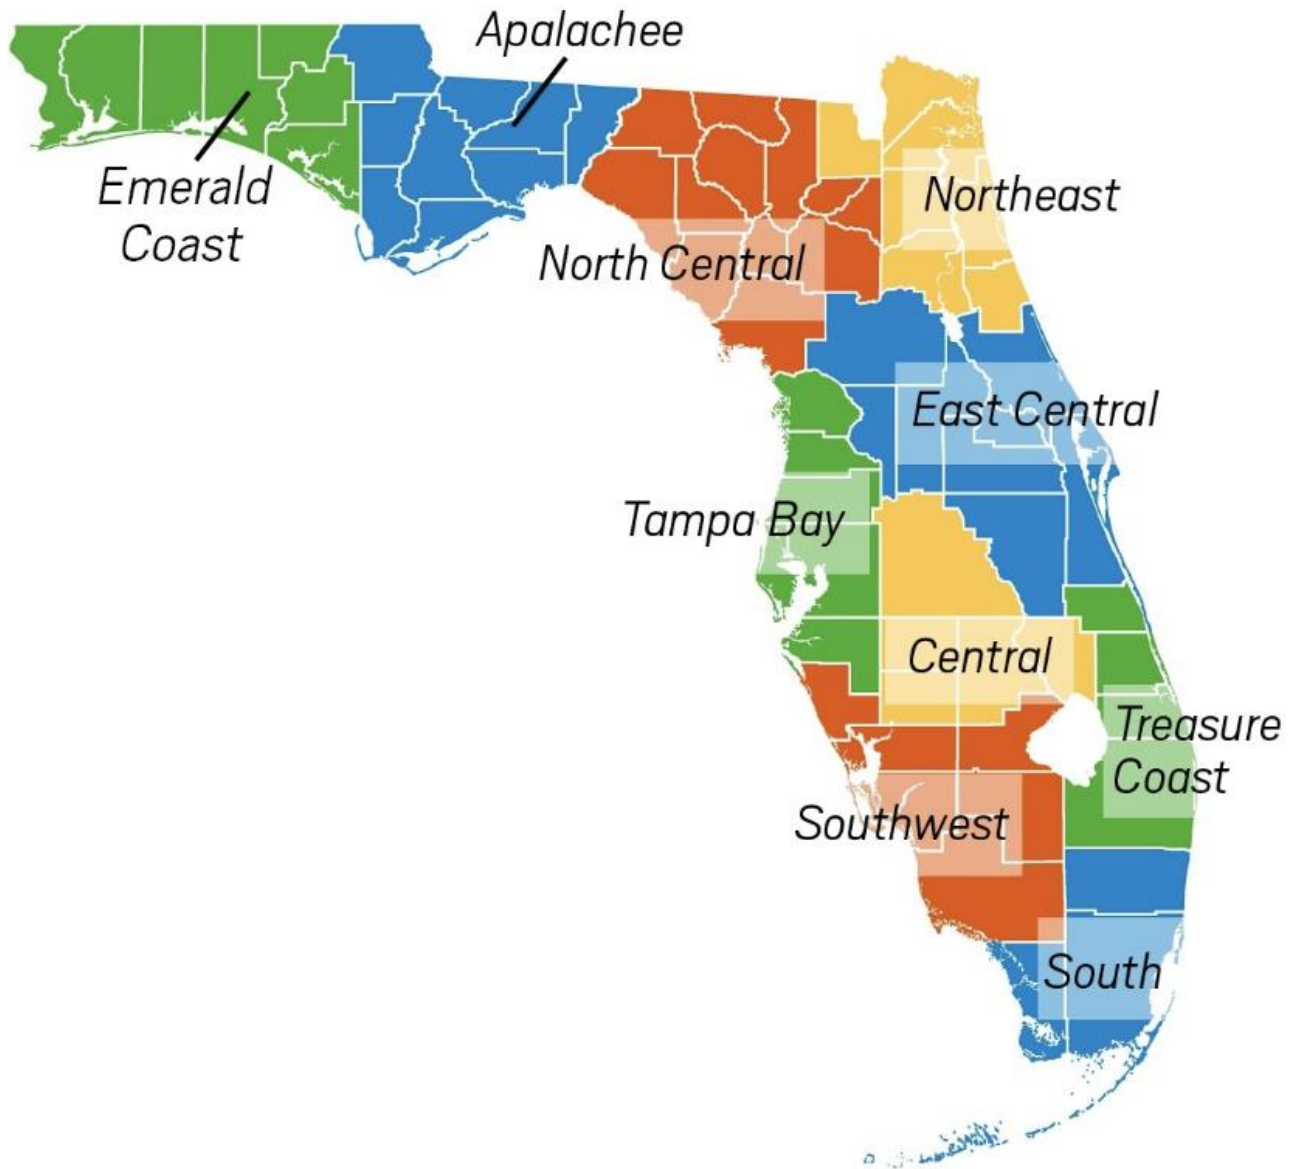 Apalachee
Emerald
Coast
Northeast
North Central
East Central
Tampa Bay
Central
Treasure
Coast
Southwest
South